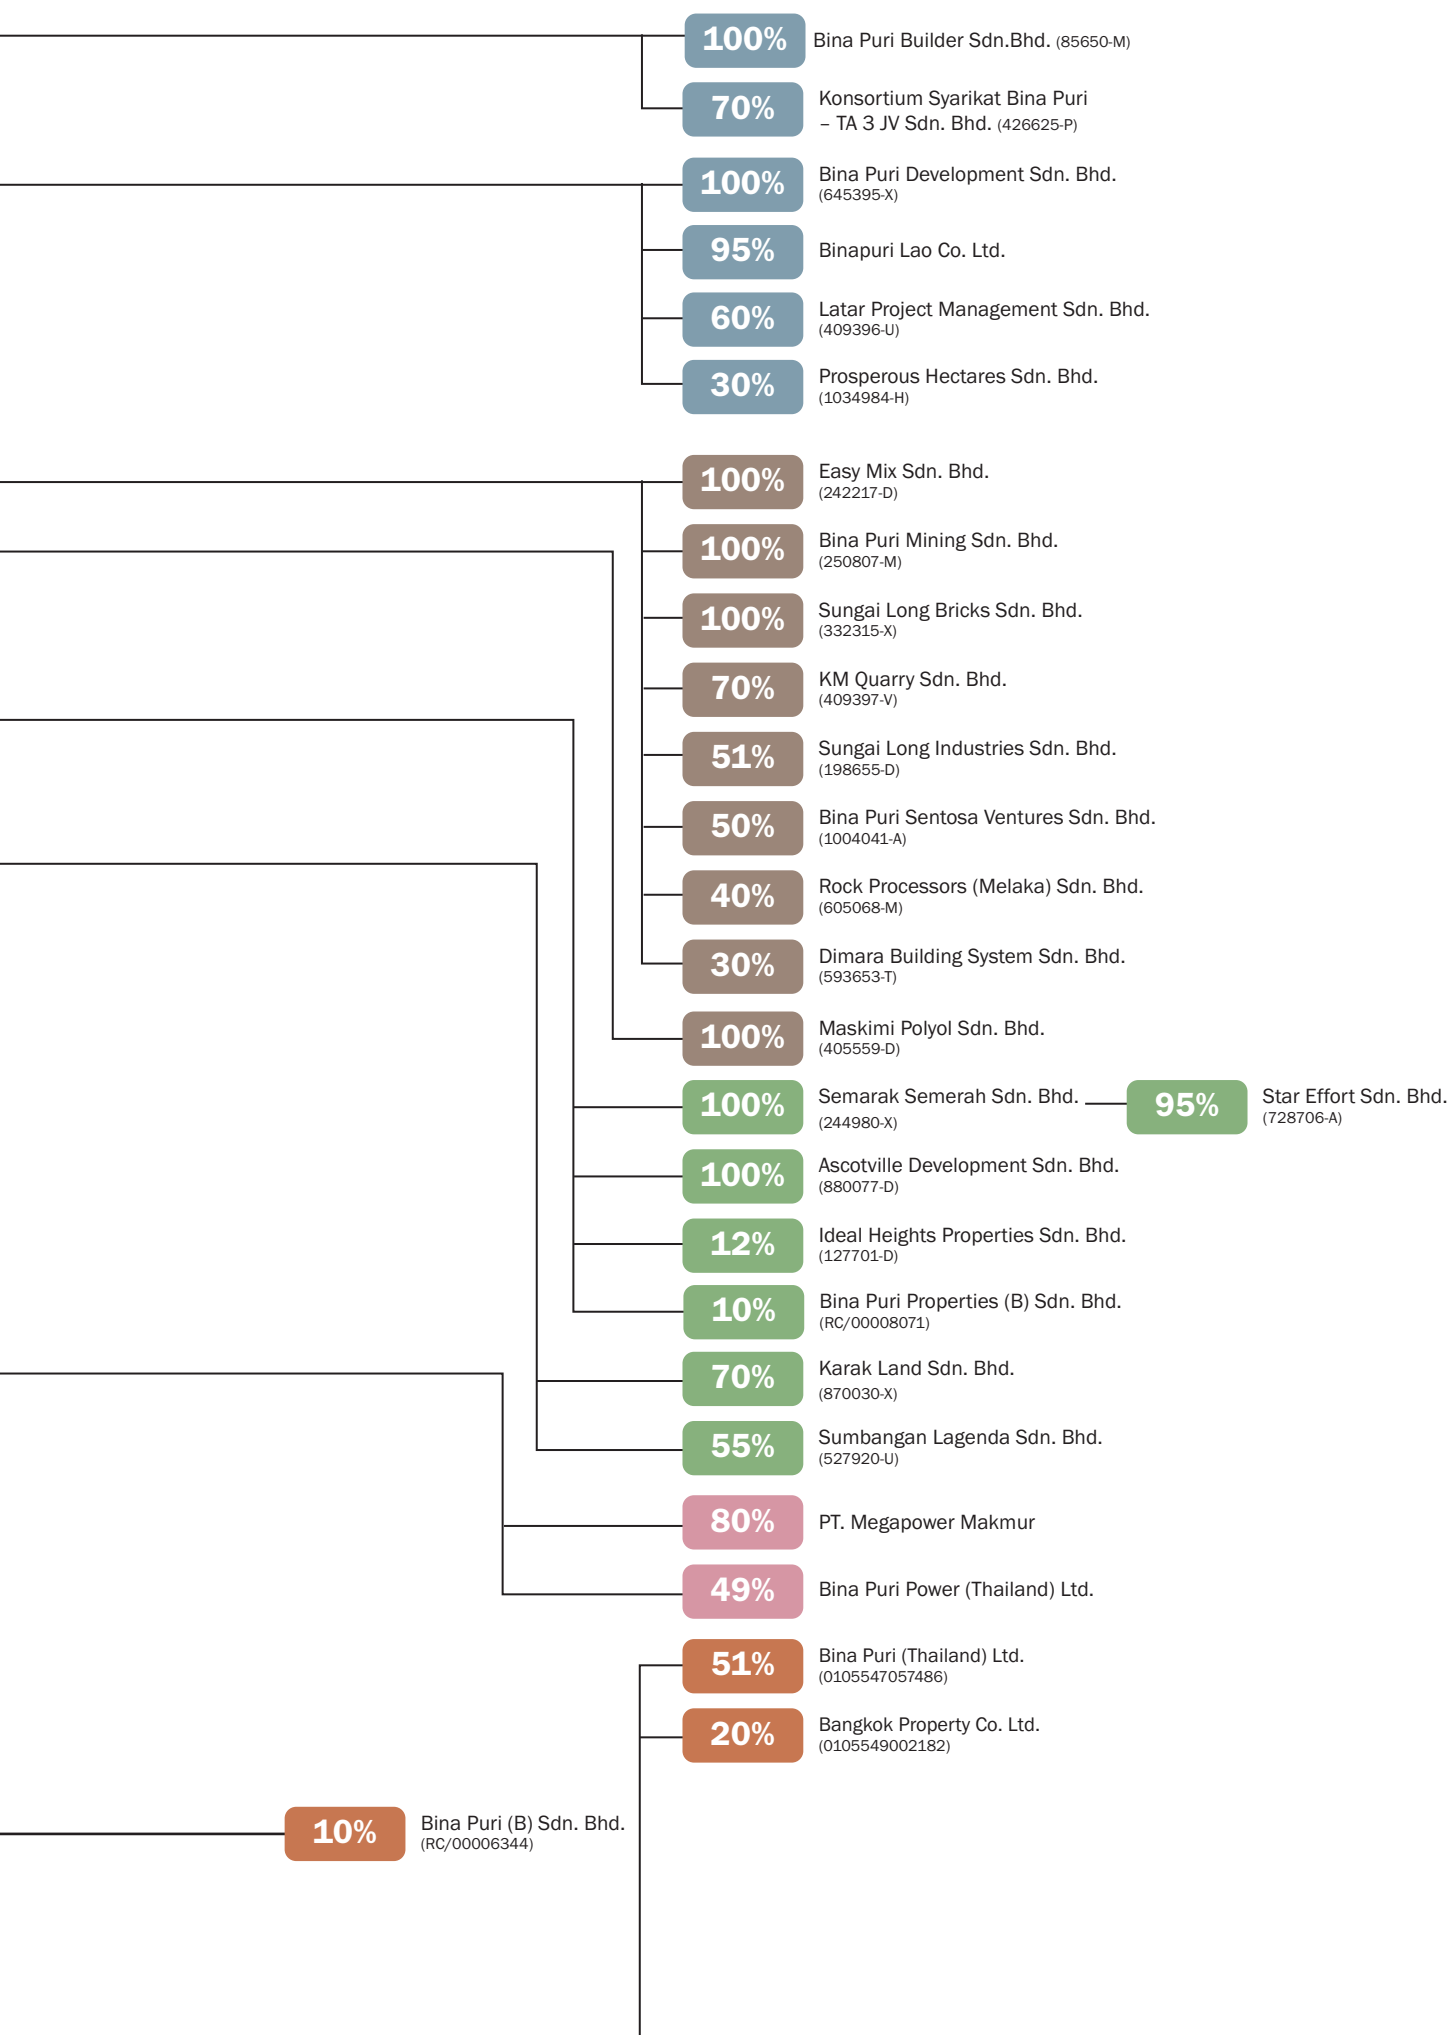 100%
Bina Puri Builder Sdn.Bhd. (85650-M)
70%
Konsortium Syarikat Bina Puri
– TA 3 JV Sdn. Bhd. (426625-P)
100%
Bina Puri Development Sdn. Bhd.
(645395-X)
95%
Binapuri Lao Co. Ltd.
60%
Latar Project Management Sdn. Bhd.
(409396-U)
30%
Prosperous Hectares Sdn. Bhd.
(1034984-H)
100%
Easy Mix Sdn. Bhd.
(242217-D)
100%
Bina Puri Mining Sdn. Bhd.
(250807-M)
100%
Sungai Long Bricks Sdn. Bhd.
(332315-X)
70%
KM Quarry Sdn. Bhd.
(409397-V)
51%
Sungai Long Industries Sdn. Bhd.
(198655-D)
50%
Bina Puri Sentosa Ventures Sdn. Bhd.
(1004041-A)
40%
Rock Processors (Melaka) Sdn. Bhd.
(605068-M)
30%
Dimara Building System Sdn. Bhd.
(593653-T)
100%
Maskimi Polyol Sdn. Bhd.
(405559-D)
100%
Semarak Semerah Sdn. Bhd.
(244980-X)
95%
Star Effort Sdn. Bhd.
(728706-A)
100%
Ascotville Development Sdn. Bhd.
(880077-D)
12%
Ideal Heights Properties Sdn. Bhd.
(127701-D)
10%
Bina Puri Properties (B) Sdn. Bhd.
(RC/00008071)
70%
Karak Land Sdn. Bhd.
(870030-X)
55%
Sumbangan Lagenda Sdn. Bhd.
(527920-U)
80%
PT. Megapower Makmur
49%
Bina Puri Power (Thailand) Ltd.
51%
Bina Puri (Thailand) Ltd.
(0105547057486)
20%
Bangkok Property Co. Ltd.
(0105549002182)
10%
Bina Puri (B) Sdn. Bhd.
(RC/00006344)